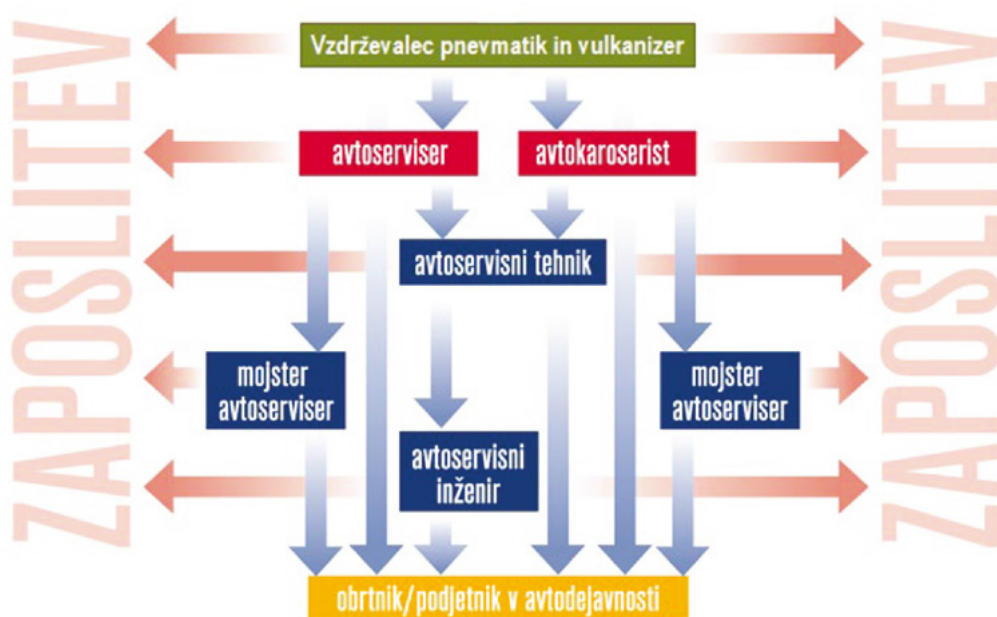 ZAPOSLITEV
Vzdrževalec pnevmatik in vulkanizer
avtoserviser
avtokaroserist
avtoservisni tehnik
mojster
avtoserviser
mojster
avtoserviser
avtoservisni
inženir
obrtnik/podjetnik v avtodejavnosti
ZAPOSLITEV